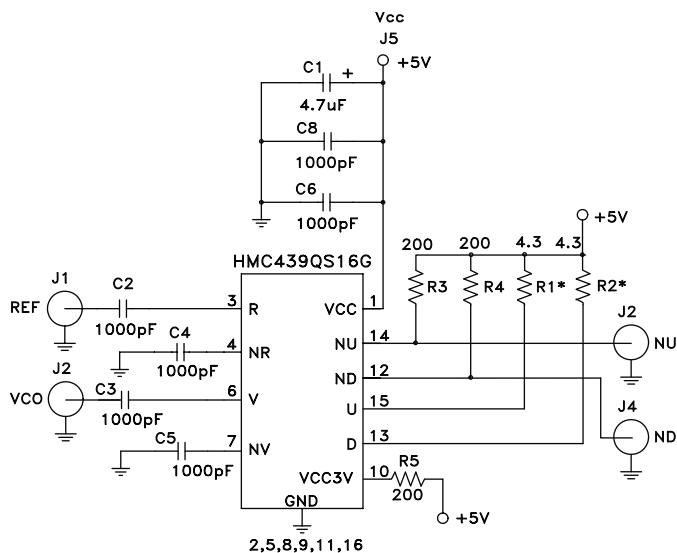 Vcc
J5
+5V
C1
+
4.7uF
C8
1000pF
C6
1000pF
+5V
200 200 4.3 4.3
HMC439QS16G
J1
C2
R3 R4 R1* R2*
REF
3 R
VCC 1
J2
1000pF
C4
4 NR
NU 14
NU
1000pF
J2
ND 12
C3
VCO
6 V
U 15
J4
1000pF
C5
7 NV
D 13
ND
1000pF
VCC3V 10 R5
200
GND
+5V
2,5,8,9,11,16